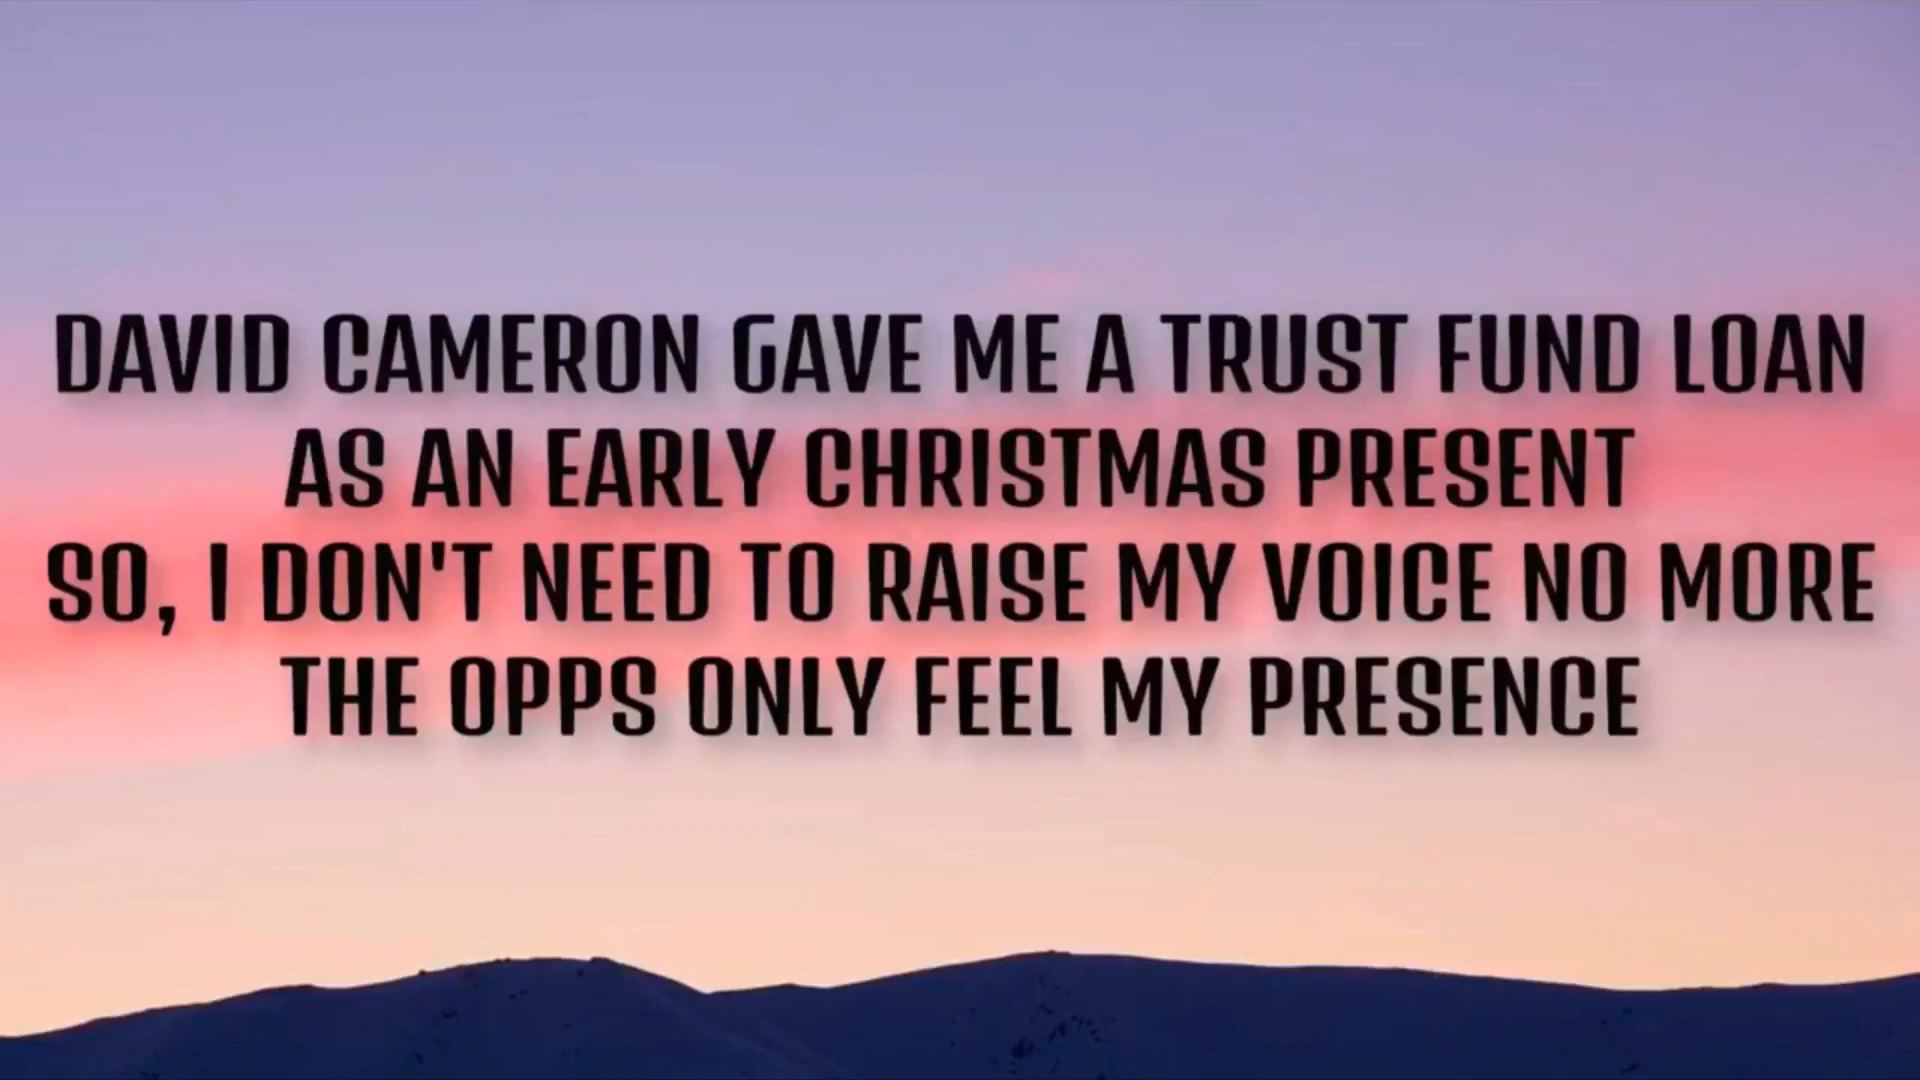 DAVID CAMERON GAVE ME A TRUST FUND LOAN
AS AN EARLY CHRISTMAS PRESENT
SO, I DON'T NEED TO RAISE MY VOICE NO MORE
THE OPPS ONLY FEEL MY PRESENCE